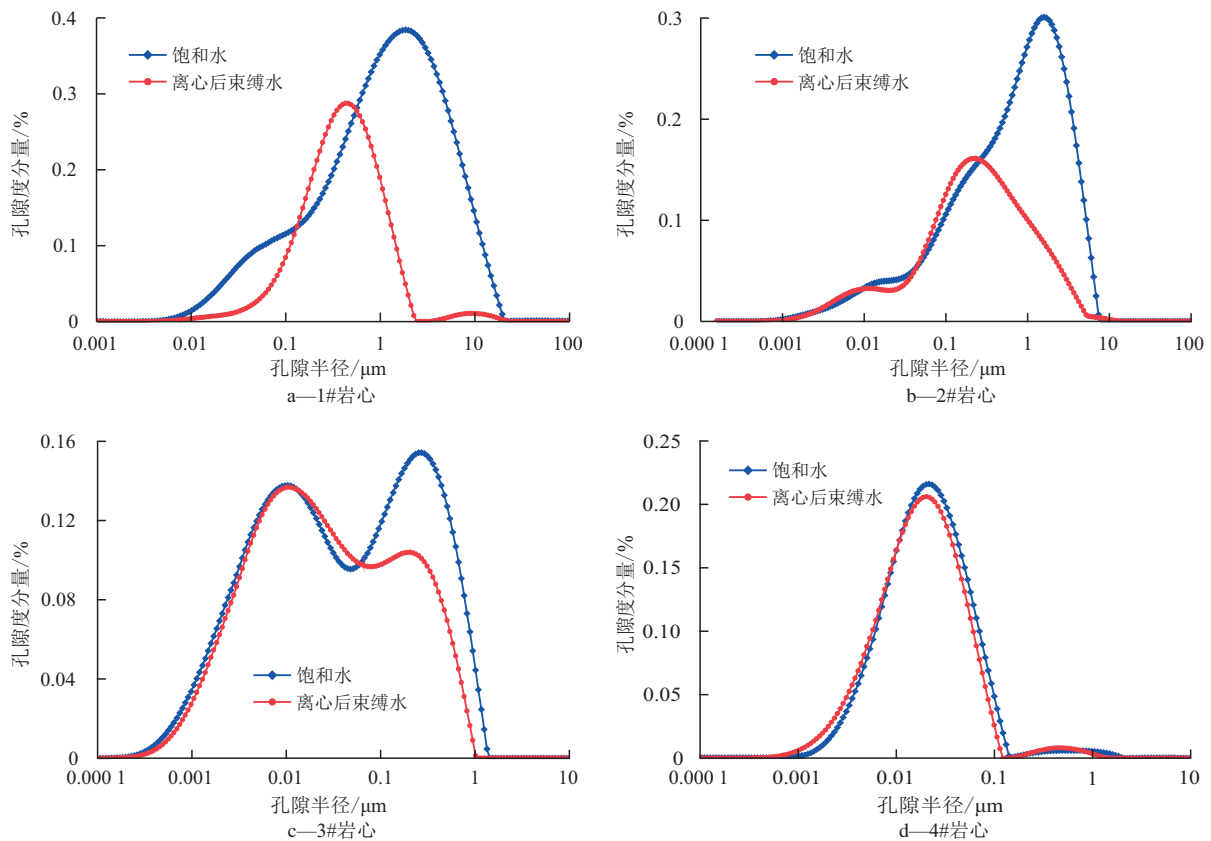 0.4
0.3
0.2
0.1
0
孔隙度分量/%
饱和水
离心后束缚水
0.001
0.01
0.1
1
10
100
孔隙半径/μm
a—1#岩心
0.3
0.2
0.1
0
孔隙度分量/%
饱和水
离心后束缚水
0.000 1
0.001
0.01
0.1
1
10
100
孔隙半径/μm
b—2#岩心
0.16
0.12
0.08
0.04
0
孔隙度分量/%
饱和水
离心后束缚水
0.000 1
0.001
0.01
0.1
1
10
孔隙半径/μm
c—3#岩心
0.25
0.20
0.15
0.10
0.05
0
孔隙度分量/%
饱和水
离心后束缚水
0.000 1
0.001
0.01
0.1
1
10
孔隙半径/μm
d—4#岩心